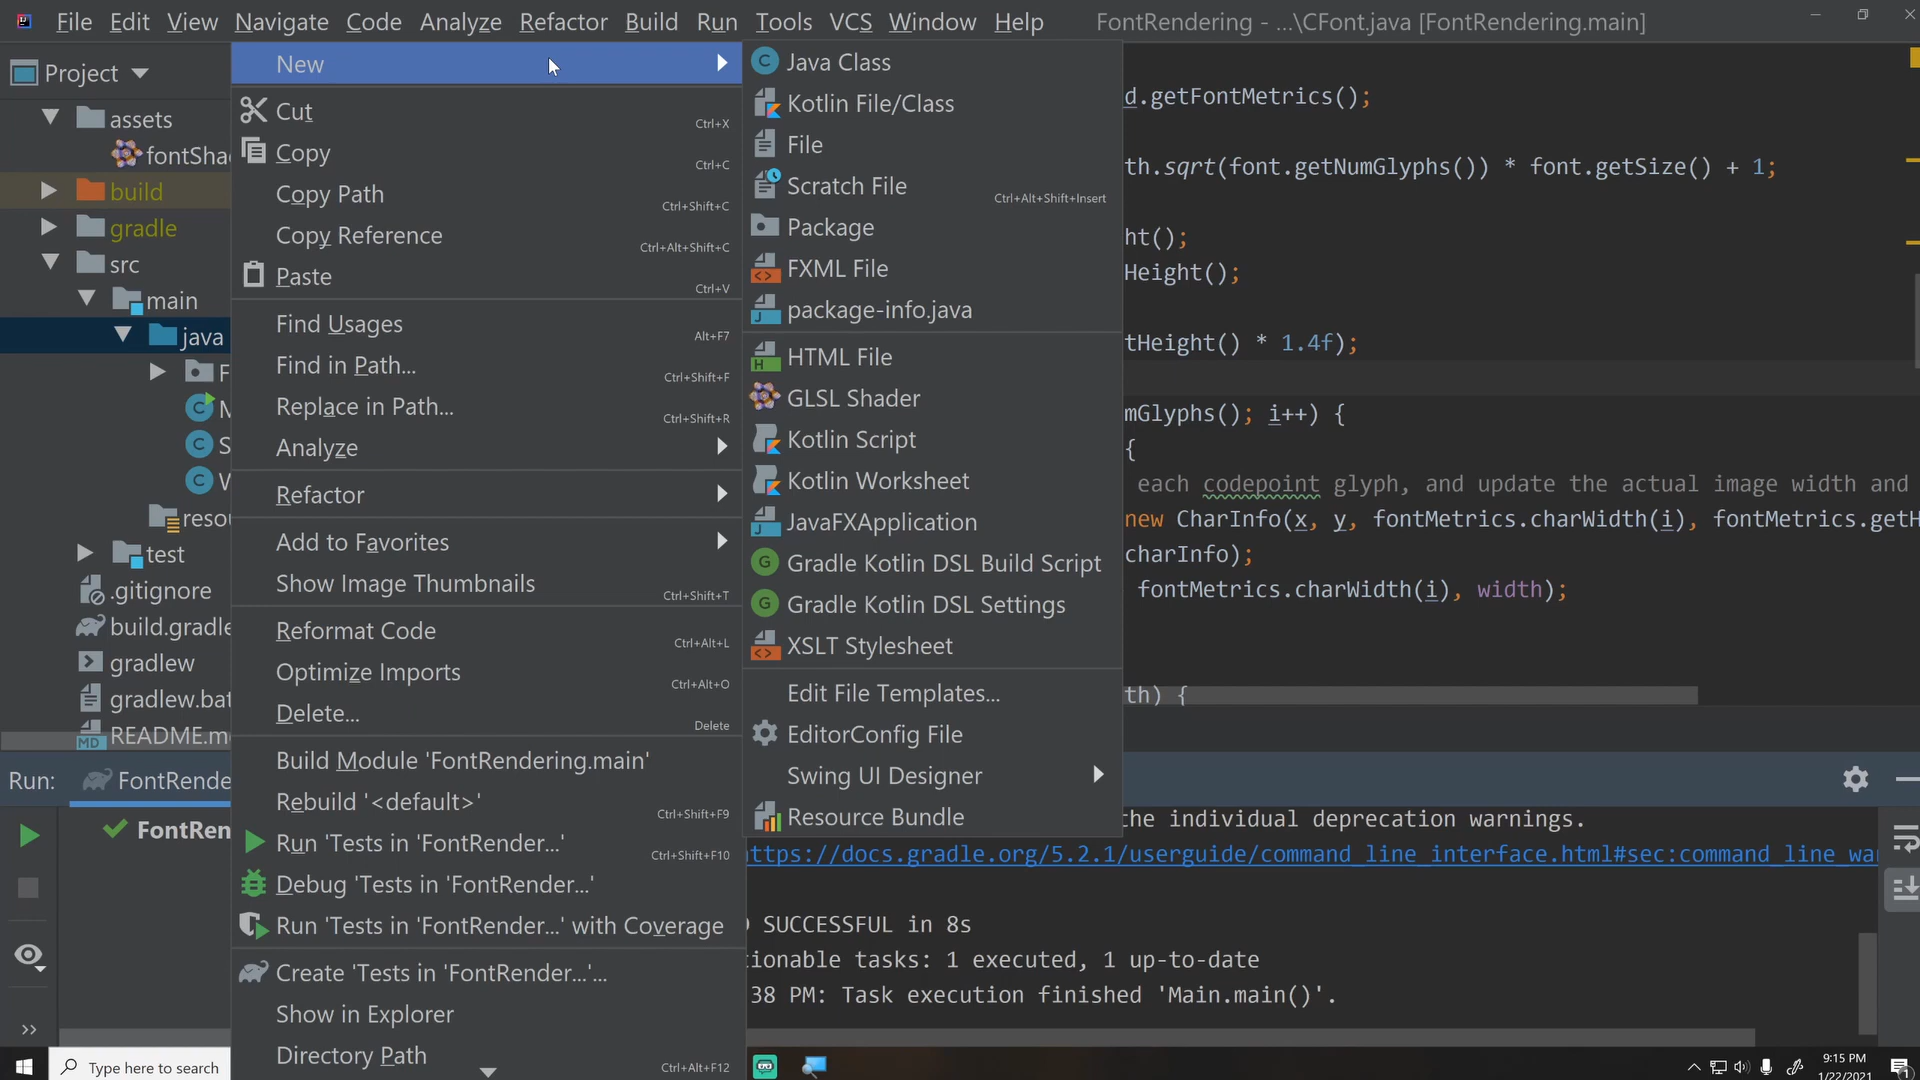 File Edit View Navigate Code Analyze Refactor Build Run Tools VCS Window Help FontRendering - ...\CFont.java [FontRendering.main]
Project
assets
fontSha
build
gradle
src
main
java
F
M
S
V
resou
test
.gitignore
build.gradle
gradlew
gradlew.bat
README.m
New
Cut Ctrl+X
Copy Ctrl+C
Copy Path Ctrl+Shift+C
Copy Reference Ctrl+Alt+Shift+C
Paste Ctrl+V
Find Usages Alt+F7
Find in Path... Ctrl+Shift+F
Replace in Path... Ctrl+Shift+R
Analyze
Refactor
Add to Favorites
Show Image Thumbnails Ctrl+Shift+T
Reformat Code Ctrl+Alt+L
Optimize Imports Ctrl+Alt+O
Delete... Delete
Build Module 'FontRendering.main'
Rebuild '<default>' Ctrl+Shift+F9
Run 'Tests in 'FontRender...' Ctrl+Shift+F10
Debug 'Tests in 'FontRender...'
Run 'Tests in 'FontRender...' with Coverage
Create 'Tests in 'FontRender...'...
Show in Explorer
Directory Path Ctrl+Alt+F12
Java Class
Kotlin File/Class
File
Scratch File Ctrl+Alt+Shift+Insert
Package
FXML File
package-info.java
HTML File
GLSL Shader
Kotlin Script
Kotlin Worksheet
JavaFXApplication
Gradle Kotlin DSL Build Script
Gradle Kotlin DSL Settings
XSLT Stylesheet
Edit File Templates...
EditorConfig File
Swing UI Designer
Resource Bundle
d.getFontMetrics();
th.sqrt(font.getNumGlyphs()) * font.getSize() + 1;
ht();
Height();
tHeight() * 1.4f);
mGlyphs(); i++) {
{
each codepoint glyph, and update the actual image width and
new CharInfo(x, y, fontMetrics.charWidth(i), fontMetrics.getH
charInfo);
fontMetrics.charWidth(i), width);
th) {
Run: FontRende
FontRen
the individual deprecation warnings.
ttps://docs.gradle.org/5.2.1/userguide/command_line_interface.html#sec:command_line_wa
SUCCESSFUL in 8s
tionable tasks: 1 executed, 1 up-to-date
38 PM: Task execution finished 'Main.main()'.
Type here to search
9:15 PM
1/22/2021
1